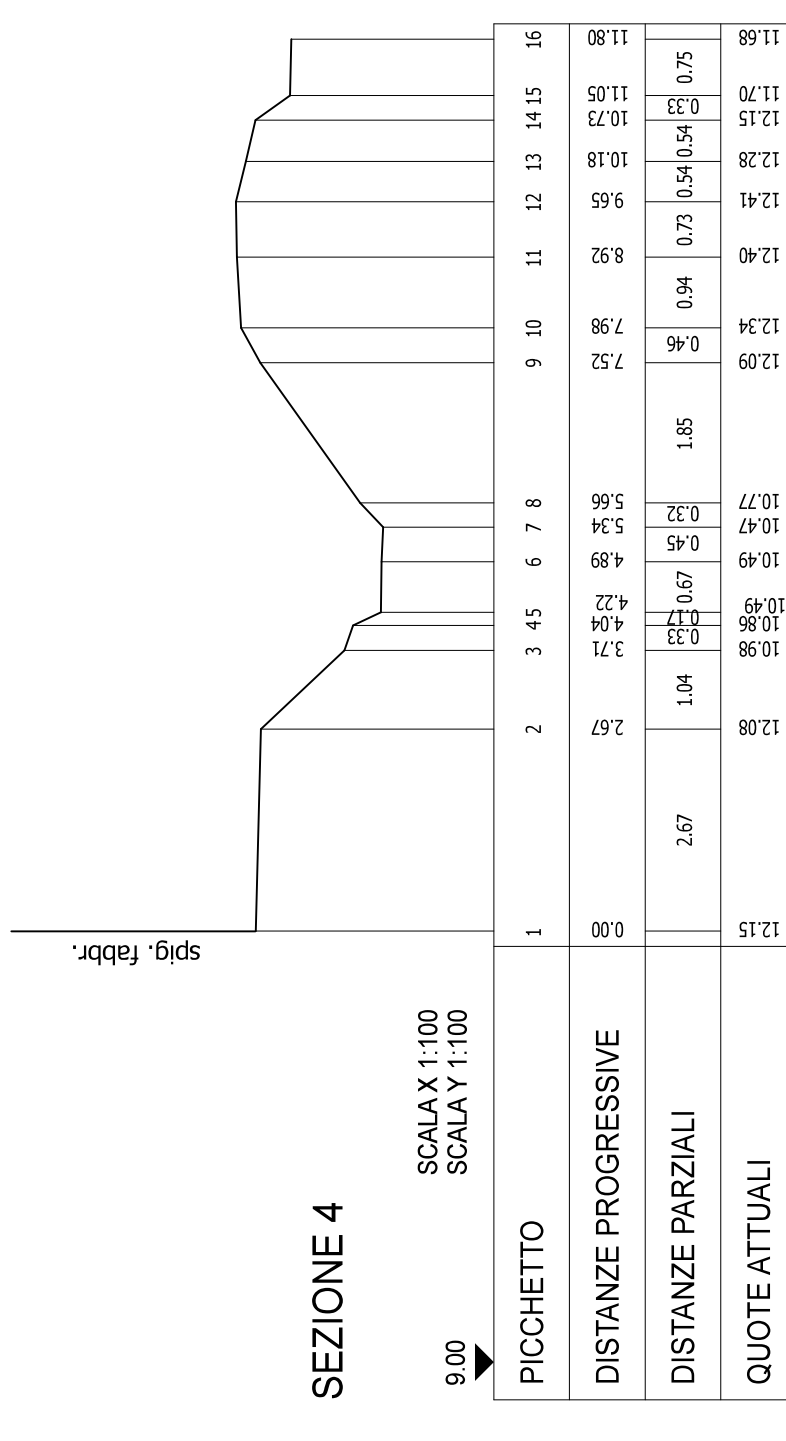 SEZIONE 4
spig. fabbr.
SCALA X 1:100
SCALA Y 1:100
9.00
PICCHETTO 1 2 3 4 5 6 7 8 9 10 11 12 13 14 15 16
DISTANZE PROGRESSIVE 0.00 2.67 3.71 4.04 4.22 4.89 5.34 5.66 7.52 7.98 8.92 9.65 10.18 10.73 11.05 11.80
DISTANZE PARZIALI 2.67 1.04 0.33 0.17 0.67 0.45 0.32 1.85 0.46 0.94 0.73 0.54 0.54 0.33 0.75
QUOTE ATTUALI 12.15 12.08 10.98 10.86 10.49 10.49 10.47 10.77 12.09 12.34 12.40 12.41 12.28 12.15 11.70 11.68